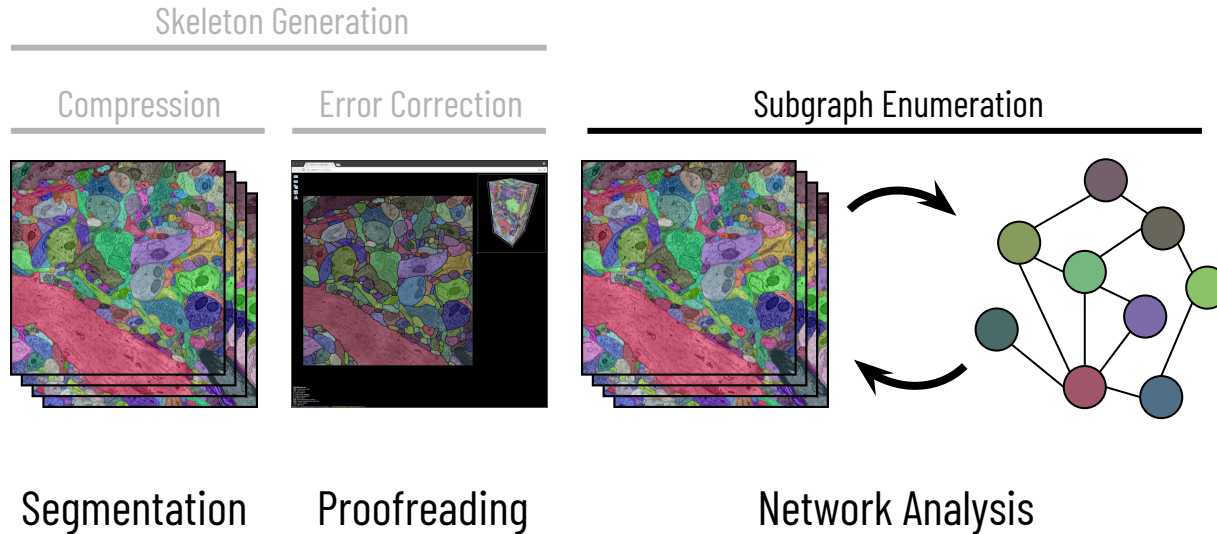 Skeleton Generation
Compression
Error Correction
Subgraph Enumeration
Segmentation
Proofreading
Network Analysis